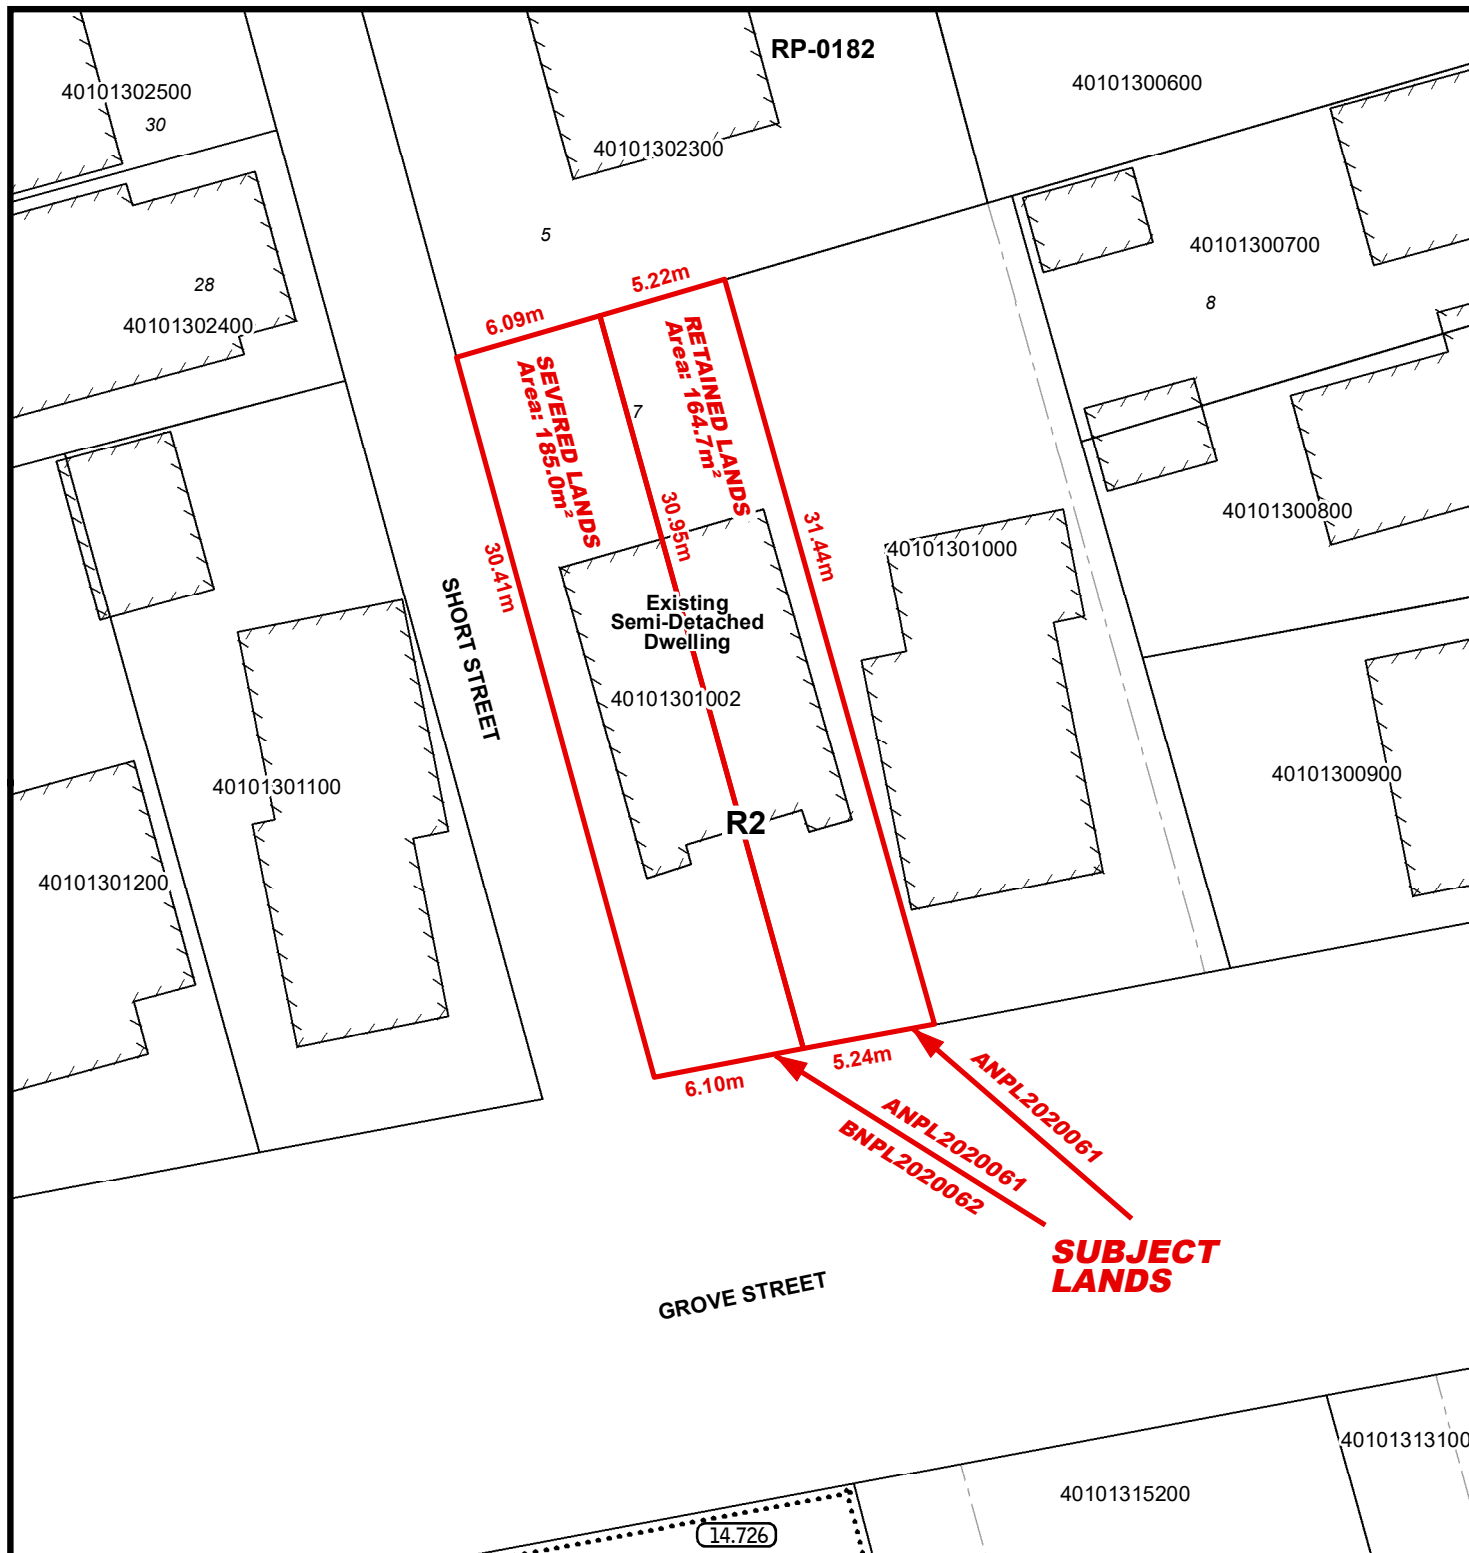 RP-0182
40101302500
30
40101300600
40101302300
5
40101300700
8
28
40101302400
5.22m
6.09m
SEVERED LANDS
Area: 185.0m²
RETAINED LANDS
Area: 164.7m²
7
30.95m
31.44m
30.41m
40101300800
40101301000
SHORT STREET
Existing
Semi-Detached
Dwelling
40101301002
40101301100
40101300900
R2
40101301200
5.24m
6.10m
ANPL2020061
ANPL2020061
BNPL2020062
SUBJECT
LANDS
GROVE STREET
40101313100
40101315200
14.726